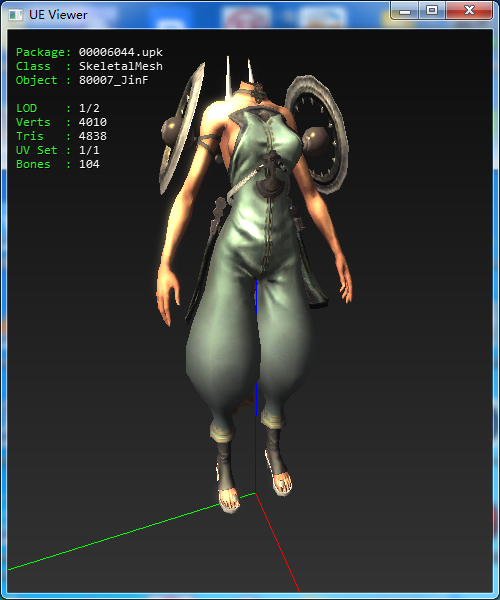 UE Viewer
Package: 00006044.upk
Class : SkeletalMesh
Object : 80007_JinF
LOD : 1/2
Verts : 4010
Tris : 4838
UV Set : 1/1
Bones : 104